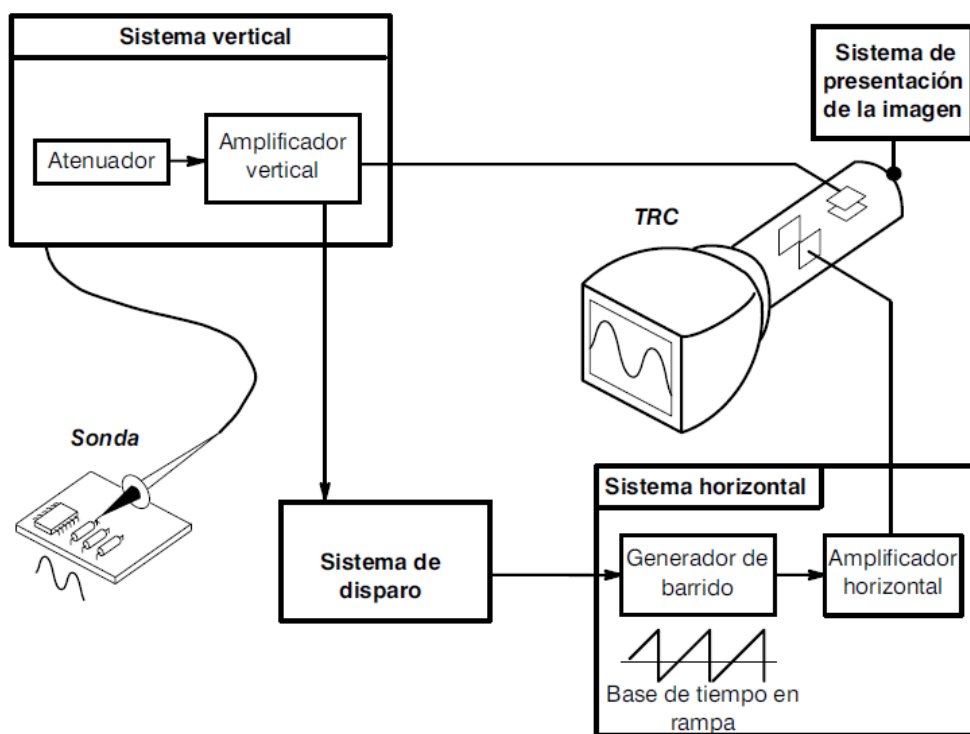 Sistema vertical
Atenuador
Amplificador
vertical
Sistema de
presentación
de la imagen
TRC
Sonda
Sistema de
disparo
Sistema horizontal
Generador de
barrido
Amplificador
horizontal
Base de tiempo en
rampa